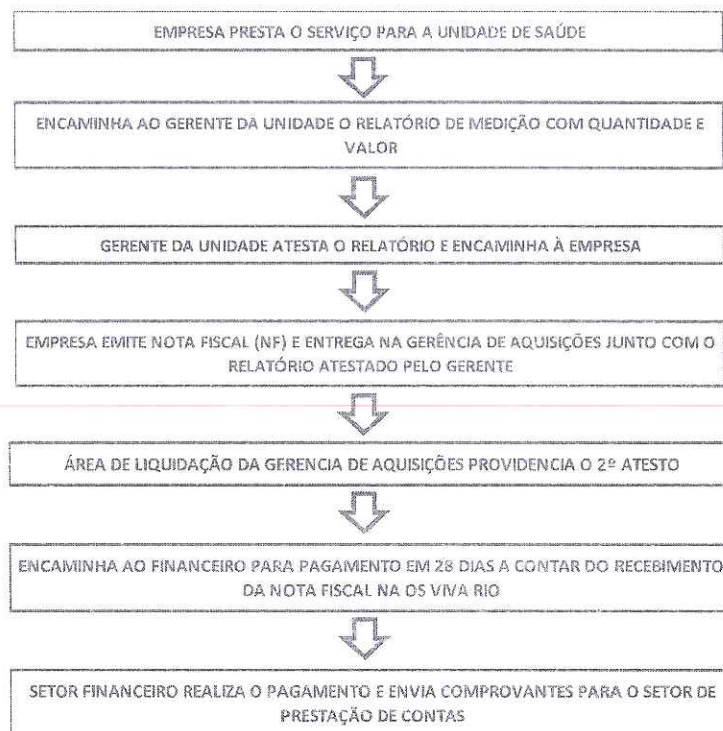 EMPRESA PRESTA O SERVIÇO PARA A UNIDADE DE SAÚDE
ENCAMINHA AO GERENTE DA UNIDADE O RELATÓRIO DE MEDIÇÃO COM QUANTIDADE E
VALOR
GERENTE DA UNIDADE ATESTA O RELATÓRIO E ENCAMINHA À EMPRESA
EMPRESA EMITE NOTA FISCAL (NF) E ENTREGA NA GERÊNCIA DE AQUISIÇÕES JUNTO COM O
RELATÓRIO ATESTADO PELO GERENTE
ÁREA DE LIQUIDAÇÃO DA GERENCIA DE AQUISIÇÕES PROVIDENCIA O 2º ATESTO
ENCAMINHA AO FINANCEIRO PARA PAGAMENTO EM 28 DIAS A CONTAR DO RECEBIMENTO
DA NOTA FISCAL NA OS VIVA RIO
SETOR FINANCEIRO REALIZA O PAGAMENTO E ENVIA COMPROVANTES PARA O SETOR DE
PRESTAÇÃO DE CONTAS